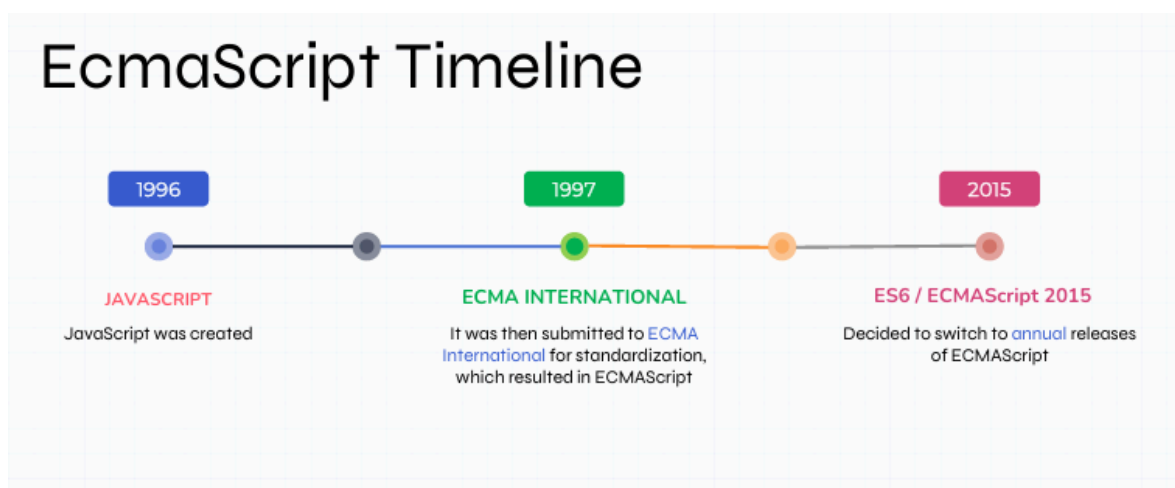 EcmaScript Timeline
1996
1997
2015
JAVASCRIPT
JavaScript was created
ECMA INTERNATIONAL
It was then submitted to ECMA
International for standardization,
which resulted in ECMAScript
ES6 / ECMAScript 2015
Decided to switch to annual releases
of ECMAScript